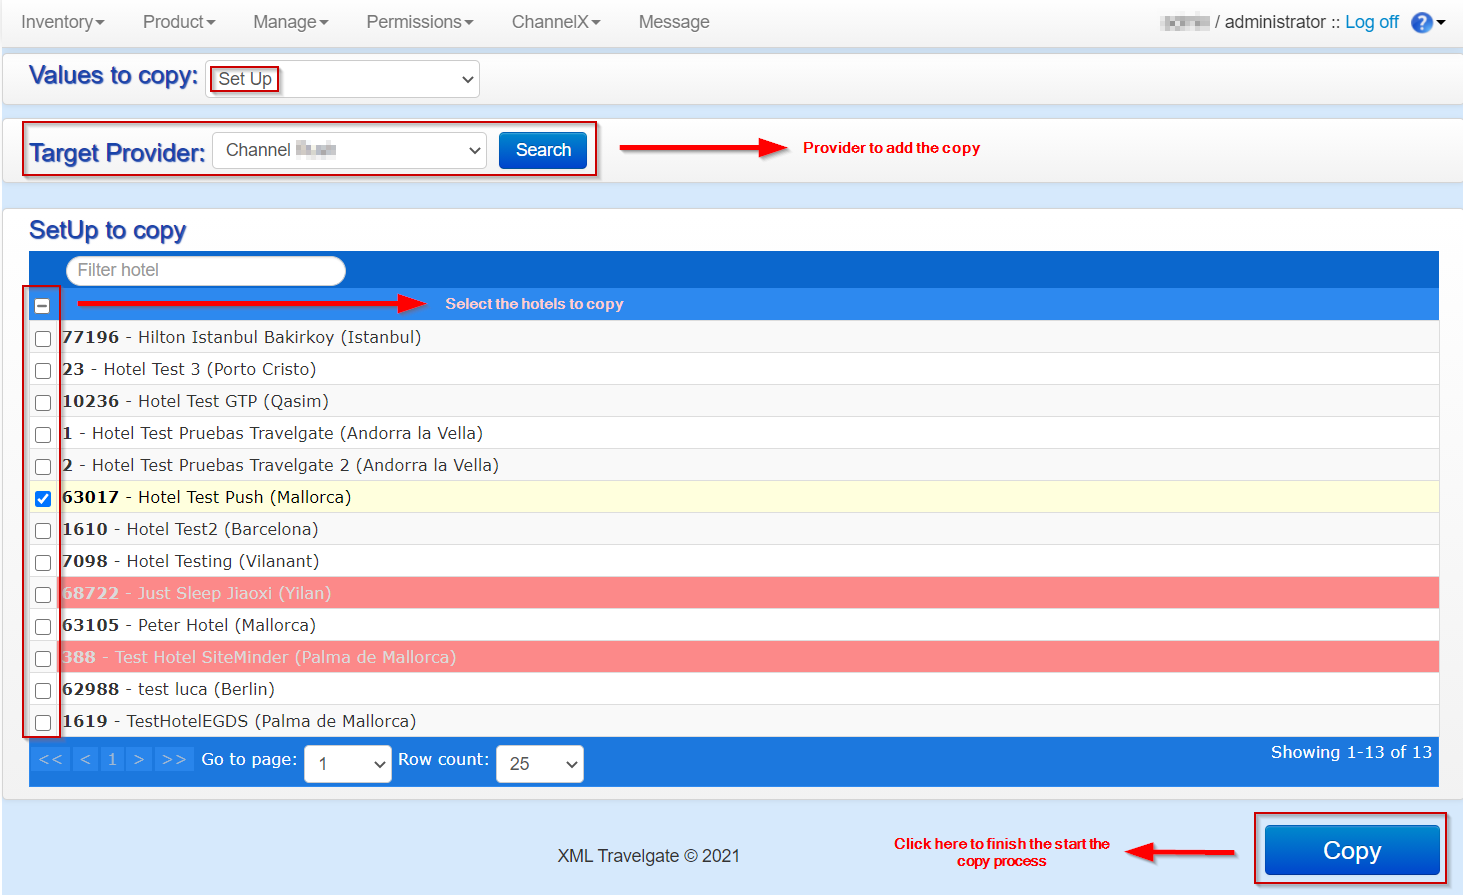 Inventory Product Manage Permissions ChannelX Message / administrator :: Log off ?
Values to copy: Set Up
Target Provider: Channel Search Provider to add the copy
SetUp to copy
Filter hotel
Select the hotels to copy
77196 - Hilton Istanbul Bakirkoy (Istanbul)
23 - Hotel Test 3 (Porto Cristo)
10236 - Hotel Test GTP (Qasim)
1 - Hotel Test Pruebas Travelgate (Andorra la Vella)
2 - Hotel Test Pruebas Travelgate 2 (Andorra la Vella)
63017 - Hotel Test Push (Mallorca)
1610 - Hotel Test2 (Barcelona)
7098 - Hotel Testing (Vilanant)
68722 - Just Sleep Jiaoxi (Yilan)
63105 - Peter Hotel (Mallorca)
388 - Test Hotel SiteMinder (Palma de Mallorca)
62988 - test luca (Berlin)
1619 - TestHotelEGDS (Palma de Mallorca)
<< < 1 > >> Go to page: 1 Row count: 25 Showing 1-13 of 13
Click here to finish the start the
copy process
Copy
XML Travelgate © 2021